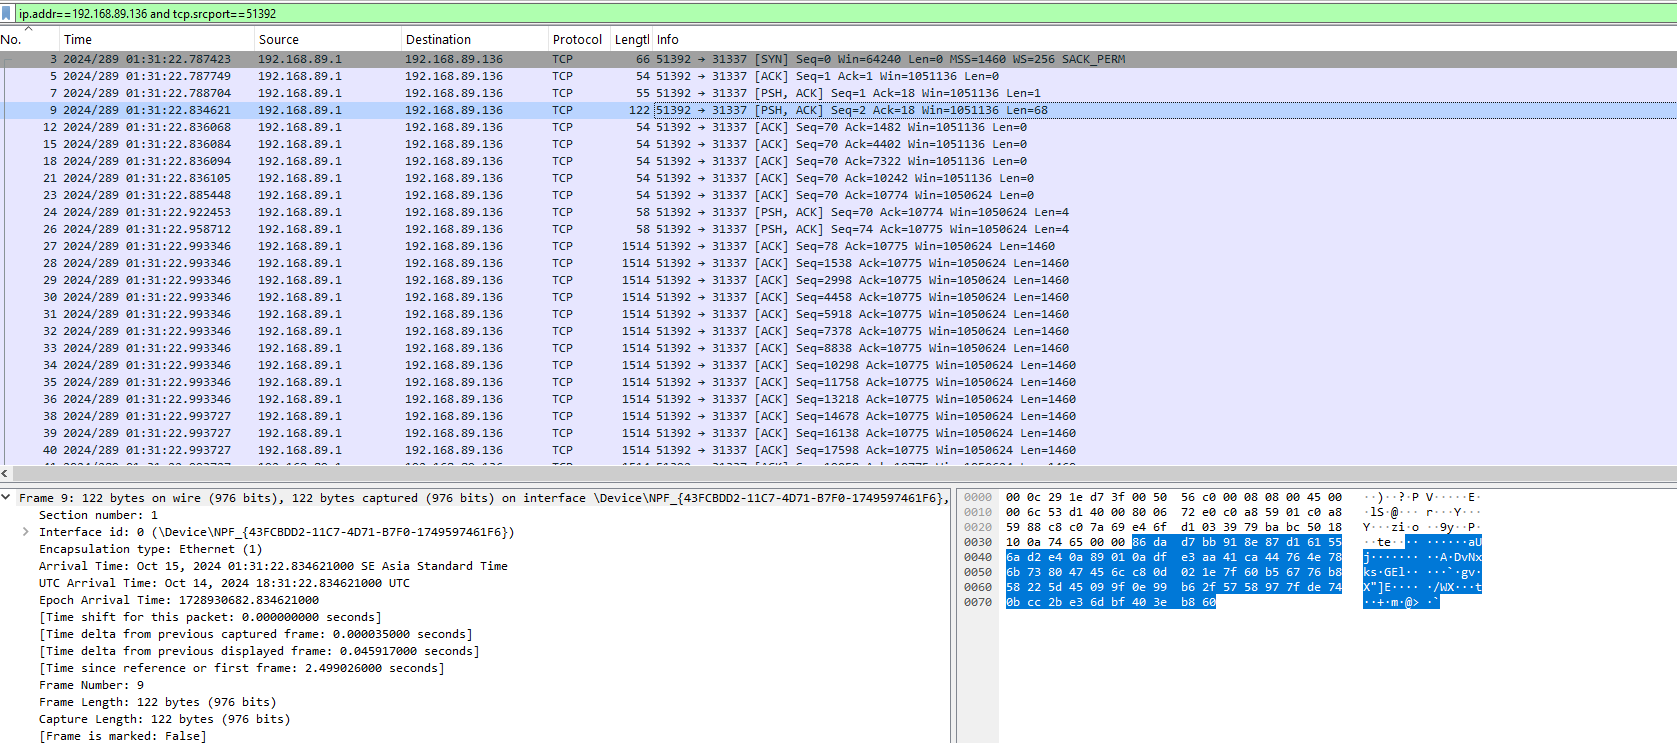 ip.addr==192.168.89.136 and tcp.srcport==51392
No. Time Source Destination Protocol Lengtl Info
3 2024/289 01:31:22.787423 192.168.89.1 192.168.89.136 TCP 66 51392 → 31337 [SYN] Seq=0 Win=64240 Len=0 MSS=1460 WS=256 SACK_PERM
5 2024/289 01:31:22.787749 192.168.89.1 192.168.89.136 TCP 54 51392 → 31337 [ACK] Seq=1 Ack=1 Win=1051136 Len=0
7 2024/289 01:31:22.788704 192.168.89.1 192.168.89.136 TCP 55 51392 → 31337 [PSH, ACK] Seq=1 Ack=18 Win=1051136 Len=1
9 2024/289 01:31:22.834621 192.168.89.1 192.168.89.136 TCP 122 51392 → 31337 [PSH, ACK] Seq=2 Ack=18 Win=1051136 Len=68
12 2024/289 01:31:22.836068 192.168.89.1 192.168.89.136 TCP 54 51392 → 31337 [ACK] Seq=70 Ack=1482 Win=1051136 Len=0
15 2024/289 01:31:22.836084 192.168.89.1 192.168.89.136 TCP 54 51392 → 31337 [ACK] Seq=70 Ack=4402 Win=1051136 Len=0
18 2024/289 01:31:22.836094 192.168.89.1 192.168.89.136 TCP 54 51392 → 31337 [ACK] Seq=70 Ack=7322 Win=1051136 Len=0
21 2024/289 01:31:22.836105 192.168.89.1 192.168.89.136 TCP 54 51392 → 31337 [ACK] Seq=70 Ack=10242 Win=1051136 Len=0
23 2024/289 01:31:22.885448 192.168.89.1 192.168.89.136 TCP 54 51392 → 31337 [ACK] Seq=70 Ack=10774 Win=1050624 Len=0
24 2024/289 01:31:22.922453 192.168.89.1 192.168.89.136 TCP 58 51392 → 31337 [PSH, ACK] Seq=70 Ack=10774 Win=1050624 Len=4
26 2024/289 01:31:22.958712 192.168.89.1 192.168.89.136 TCP 58 51392 → 31337 [PSH, ACK] Seq=74 Ack=10775 Win=1050624 Len=4
27 2024/289 01:31:22.993346 192.168.89.1 192.168.89.136 TCP 1514 51392 → 31337 [ACK] Seq=78 Ack=10775 Win=1050624 Len=1460
28 2024/289 01:31:22.993346 192.168.89.1 192.168.89.136 TCP 1514 51392 → 31337 [ACK] Seq=1538 Ack=10775 Win=1050624 Len=1460
29 2024/289 01:31:22.993346 192.168.89.1 192.168.89.136 TCP 1514 51392 → 31337 [ACK] Seq=2998 Ack=10775 Win=1050624 Len=1460
30 2024/289 01:31:22.993346 192.168.89.1 192.168.89.136 TCP 1514 51392 → 31337 [ACK] Seq=4458 Ack=10775 Win=1050624 Len=1460
31 2024/289 01:31:22.993346 192.168.89.1 192.168.89.136 TCP 1514 51392 → 31337 [ACK] Seq=5918 Ack=10775 Win=1050624 Len=1460
32 2024/289 01:31:22.993346 192.168.89.1 192.168.89.136 TCP 1514 51392 → 31337 [ACK] Seq=7378 Ack=10775 Win=1050624 Len=1460
33 2024/289 01:31:22.993346 192.168.89.1 192.168.89.136 TCP 1514 51392 → 31337 [ACK] Seq=8838 Ack=10775 Win=1050624 Len=1460
34 2024/289 01:31:22.993346 192.168.89.1 192.168.89.136 TCP 1514 51392 → 31337 [ACK] Seq=10298 Ack=10775 Win=1050624 Len=1460
35 2024/289 01:31:22.993346 192.168.89.1 192.168.89.136 TCP 1514 51392 → 31337 [ACK] Seq=11758 Ack=10775 Win=1050624 Len=1460
36 2024/289 01:31:22.993346 192.168.89.1 192.168.89.136 TCP 1514 51392 → 31337 [ACK] Seq=13218 Ack=10775 Win=1050624 Len=1460
38 2024/289 01:31:22.993727 192.168.89.1 192.168.89.136 TCP 1514 51392 → 31337 [ACK] Seq=14678 Ack=10775 Win=1050624 Len=1460
39 2024/289 01:31:22.993727 192.168.89.1 192.168.89.136 TCP 1514 51392 → 31337 [ACK] Seq=16138 Ack=10775 Win=1050624 Len=1460
40 2024/289 01:31:22.993727 192.168.89.1 192.168.89.136 TCP 1514 51392 → 31337 [ACK] Seq=17598 Ack=10775 Win=1050624 Len=1460
Frame 9: 122 bytes on wire (976 bits), 122 bytes captured (976 bits) on interface \Device\NPF_{43FCBDD2-11C7-4D71-B7F0-1749597461F6},
Section number: 1
Interface id: 0 (\Device\NPF_{43FCBDD2-11C7-4D71-B7F0-1749597461F6})
Encapsulation type: Ethernet (1)
Arrival Time: Oct 15, 2024 01:31:22.834621000 SE Asia Standard Time
UTC Arrival Time: Oct 14, 2024 18:31:22.834621000 UTC
Epoch Arrival Time: 1728930682.834621000
[Time shift for this packet: 0.000000000 seconds]
[Time delta from previous captured frame: 0.000035000 seconds]
[Time delta from previous displayed frame: 0.045917000 seconds]
[Time since reference or first frame: 2.499026000 seconds]
Frame Number: 9
Frame Length: 122 bytes (976 bits)
Capture Length: 122 bytes (976 bits)
[Frame is marked: False]
0000 00 0c 29 1e d7 3f 00 50 56 c0 00 08 08 00 45 00 ··)··?·P V·····E·
0010 00 6c 53 d1 40 00 80 06 72 e0 c0 a8 59 01 c0 a8 ·lS·@··· r···Y···
0020 59 88 c8 c0 7a 69 e4 6f d1 03 39 79 ba bc 50 18 Y···zi·o ··9y··P·
0030 10 0a 74 65 00 00 86 da d7 bb 91 8e 87 d1 61 55 ··te···· ······aU
0040 6a d2 e4 0a 89 01 0a df e3 aa 41 ca 44 76 4e 78 j······· ··A·DvNx
0050 6b 73 80 47 45 6c c8 0d 02 1e 7f 60 b5 67 76 b8 ks·GEl·· ···`·gv·
0060 58 22 5d 45 09 9f 0e 99 b6 2f 57 58 97 7f de 74 X"]E···· ·/WX···t
0070 0b cc 2b e3 6d bf 40 3e b8 60 ··+·m·@> ·`